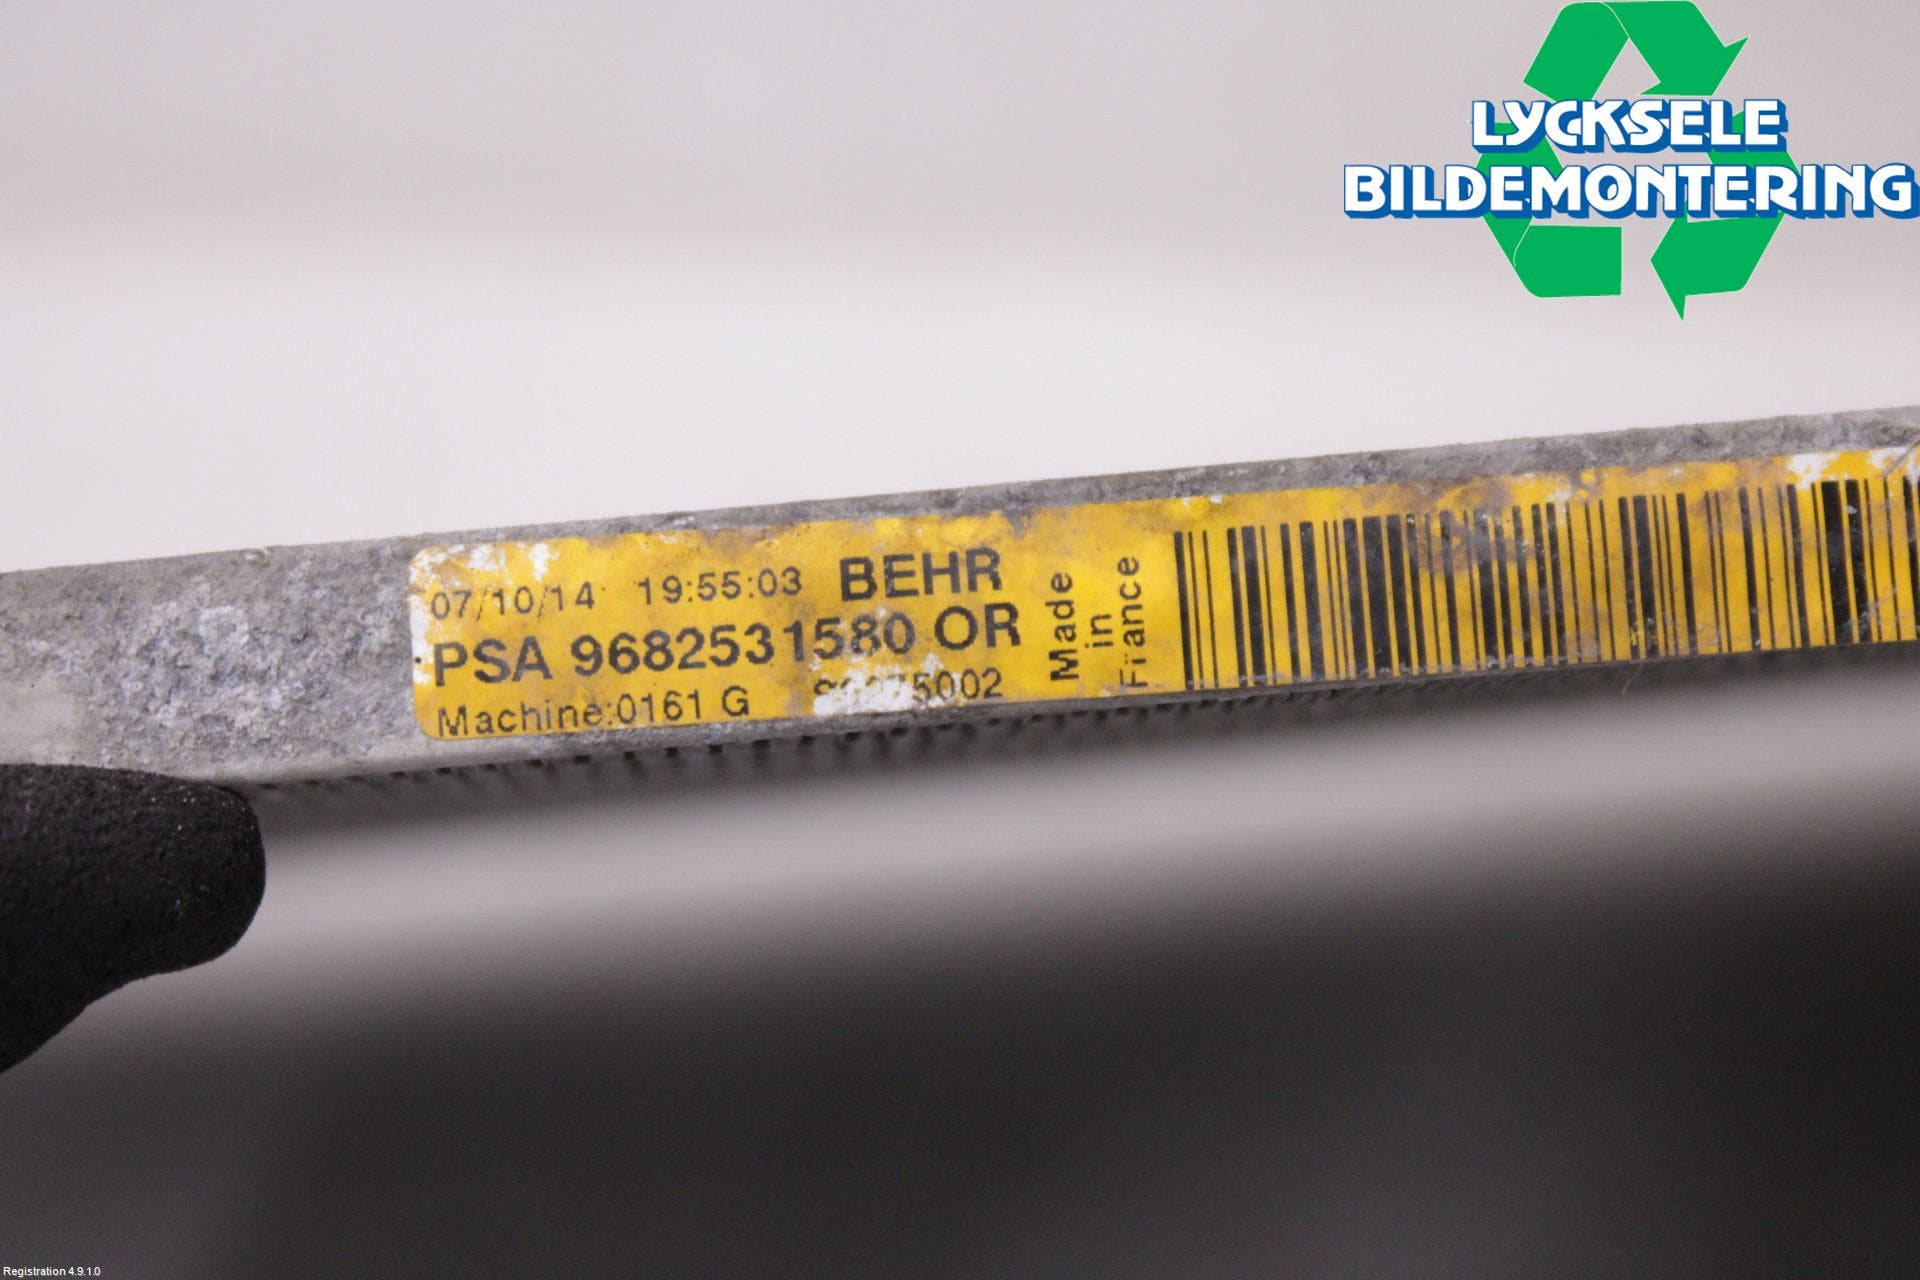 LYCKSELE
BILDEMONTERING
07/10/14 19:55:03 BEHR
PSA 9682531580 OR
Machine:0161 G
Made
in
France
Registration 4.9.1.0